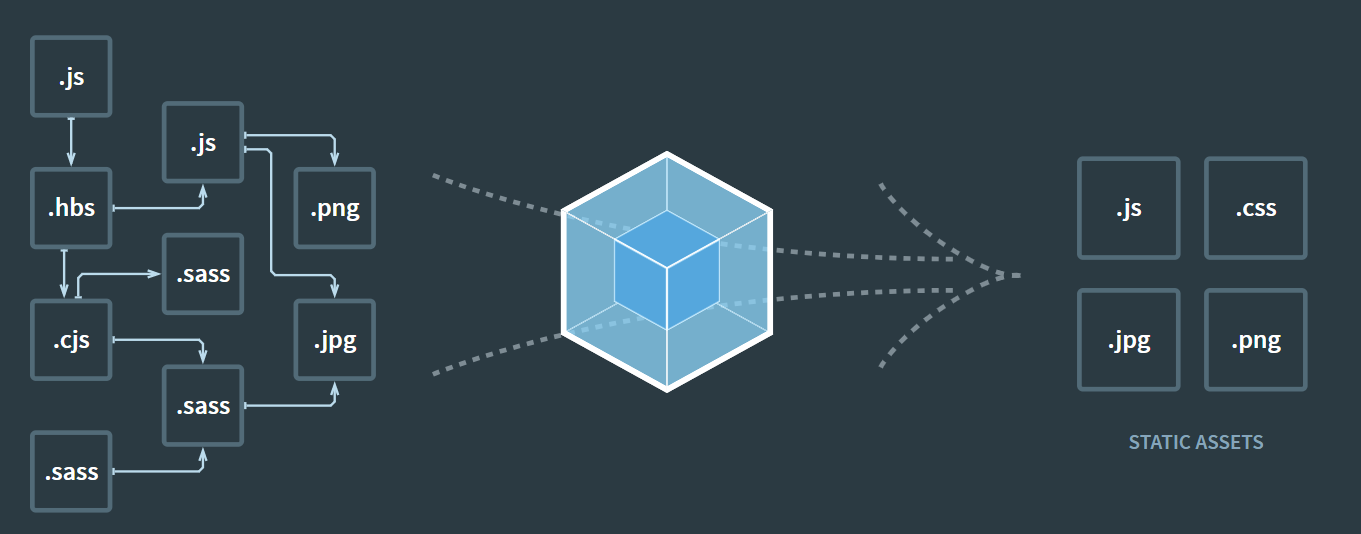 .js
.js
.hbs
.png
.sass
.cjs
.jpg
.sass
.sass
.js
.css
.jpg
.png
STATIC ASSETS